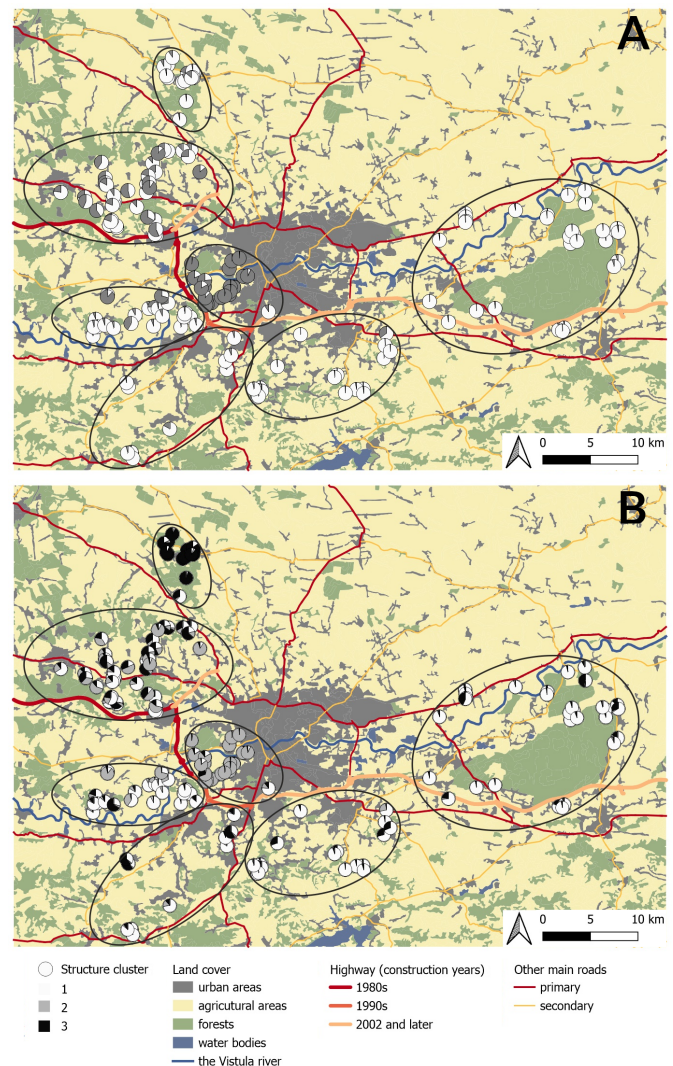 A
0 5 10 km
B
0 5 10 km
Structure cluster
1
2
3
Land cover
urban areas
agricutural areas
forests
water bodies
the Vistula river
Highway (construction years)
1980s
1990s
2002 and later
Other main roads
primary
secondary